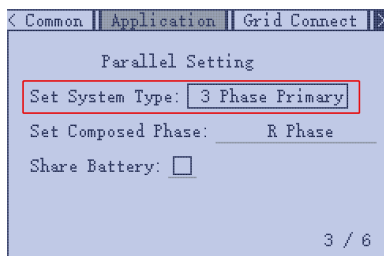 < Common Application Grid Connect >
Parallel Setting
Set System Type: 3 Phase Primary
Set Composed Phase: R Phase
Share Battery:
3 / 6